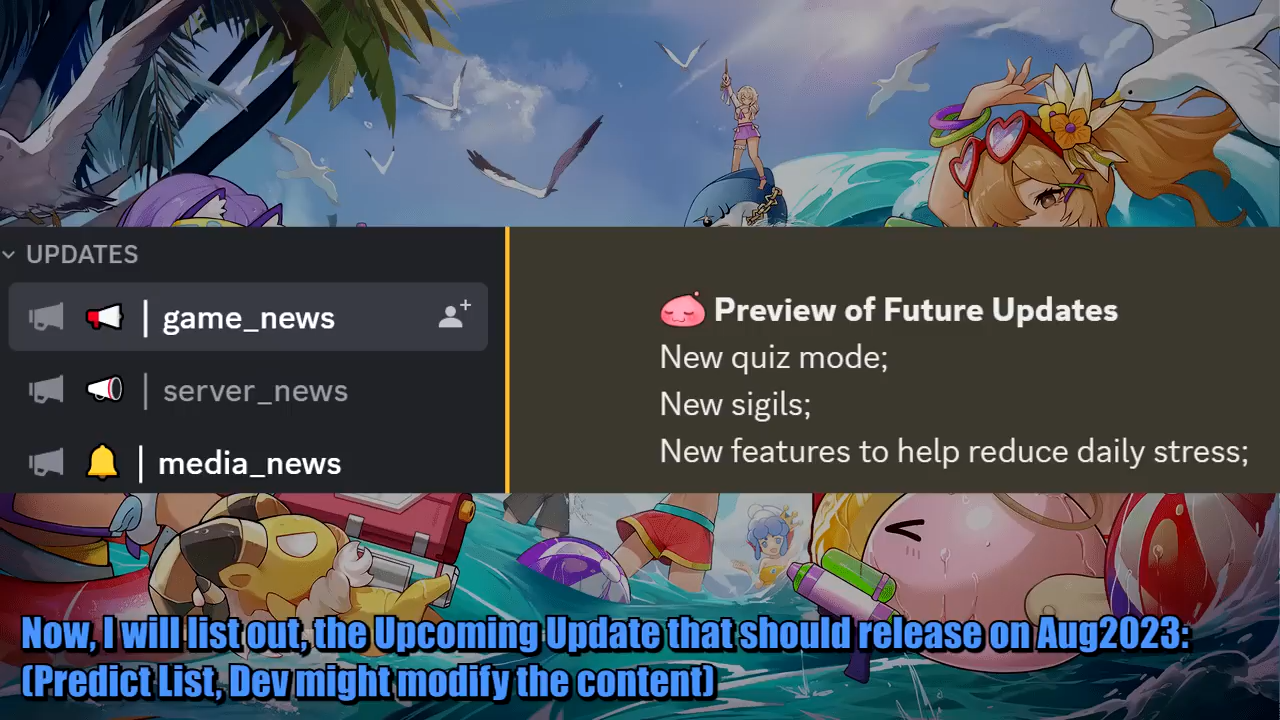 UPDATES
| game_news
| server_news
| media_news
Preview of Future Updates
New quiz mode;
New sigils;
New features to help reduce daily stress;
Now, I will list out, the Upcoming Update that should release on Aug2023:
(Predict List, Dev might modify the content)